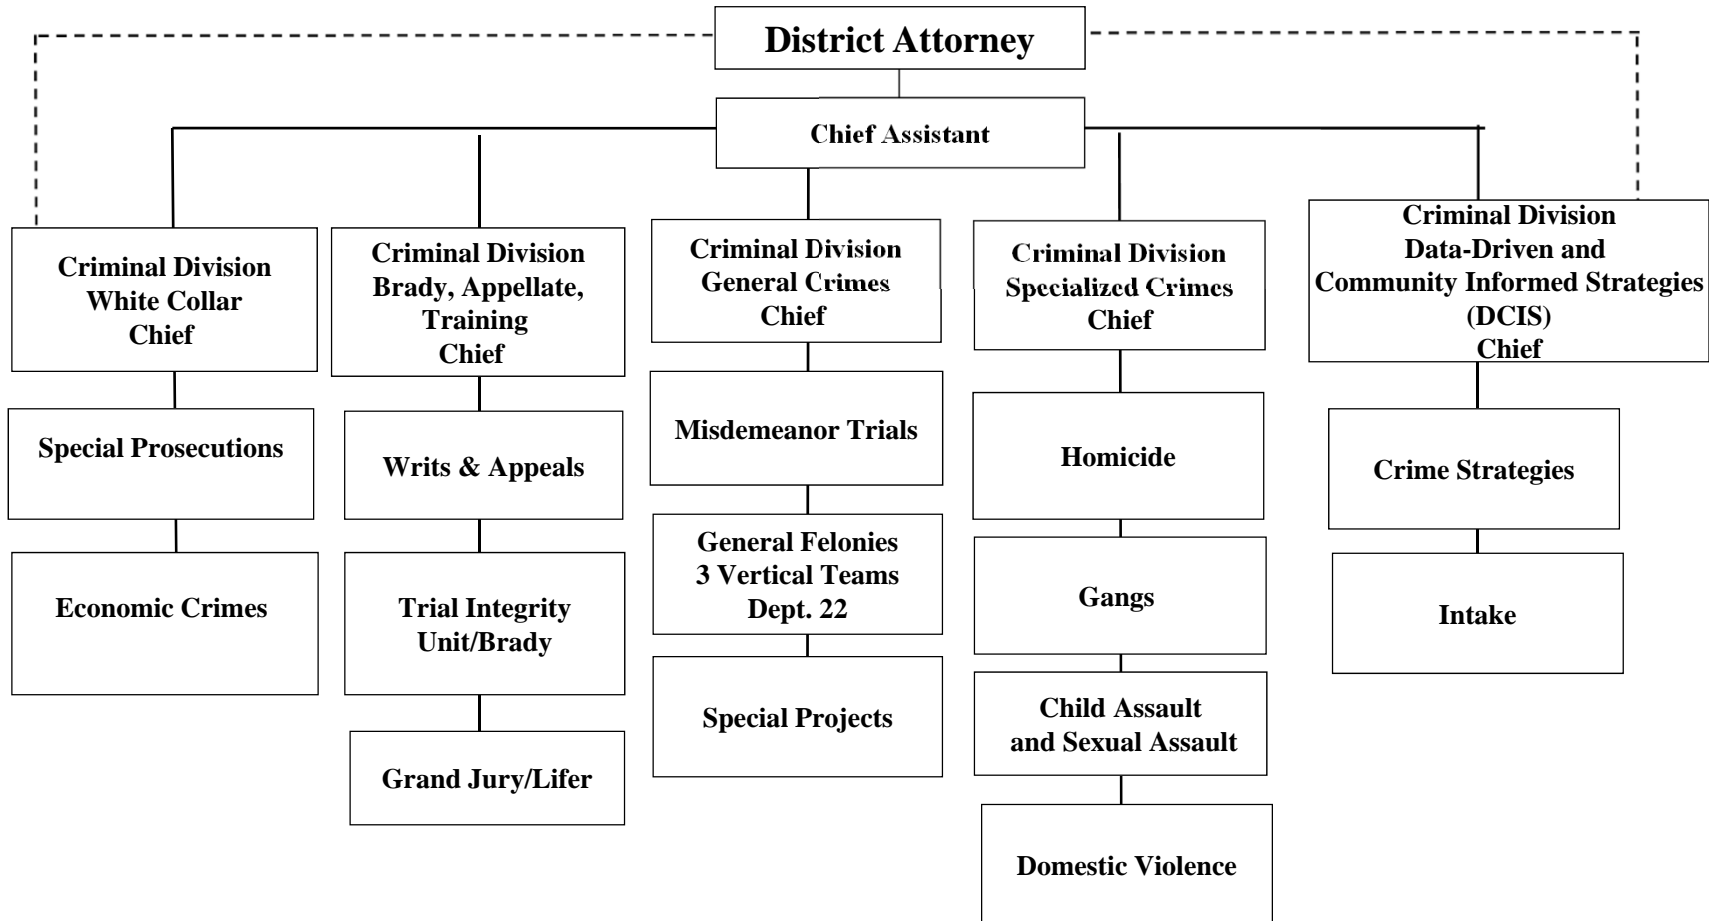 District Attorney
Chief Assistant
Criminal Division
White Collar
Chief
Special Prosecutions
Economic Crimes
Criminal Division
Brady, Appellate,
Training
Chief
Writs & Appeals
Trial Integrity
Unit/Brady
Grand Jury/Lifer
Criminal Division
General Crimes
Chief
Misdemeanor Trials
General Felonies
3 Vertical Teams
Dept. 22
Special Projects
Criminal Division
Specialized Crimes
Chief
Homicide
Gangs
Child Assault
and Sexual Assault
Domestic Violence
Criminal Division
Data-Driven and
Community Informed Strategies
(DCIS)
Chief
Crime Strategies
Intake